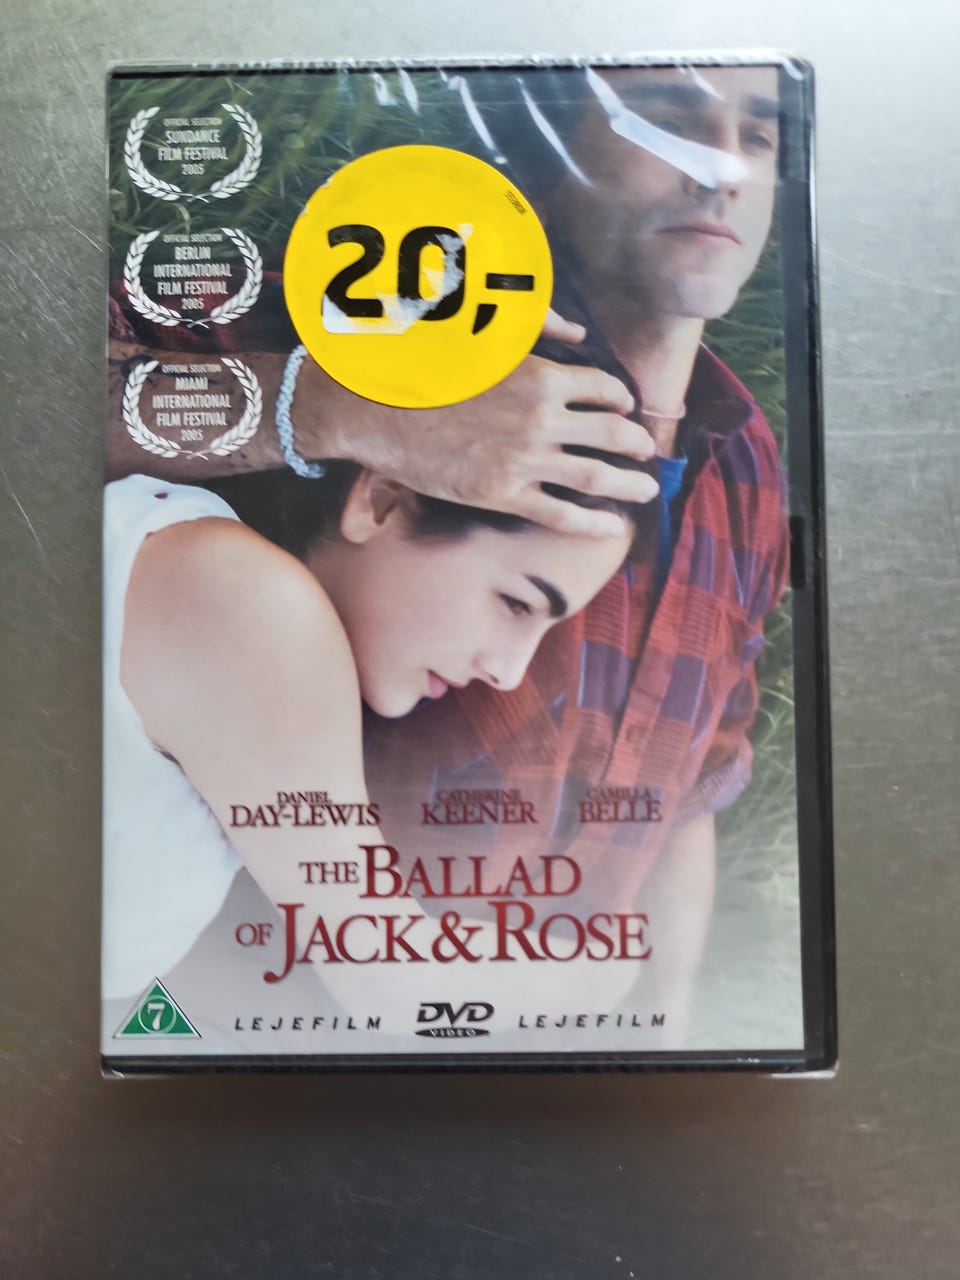 OFFICIAL SELECTION
SUNDANCE
FILM FESTIVAL
2005
OFFICIAL SELECTION
BERLIN
INTERNATIONAL
FILM FESTIVAL
2005
OFFICIAL SELECTION
MIAMI
INTERNATIONAL
FILM FESTIVAL
2005
20,-
DANIEL DAY-LEWIS
CATHERINE KEENER
CAMILLA BELLE
THE BALLAD
OF JACK & ROSE
7
LEJEFILM DVD VIDEO LEJEFILM